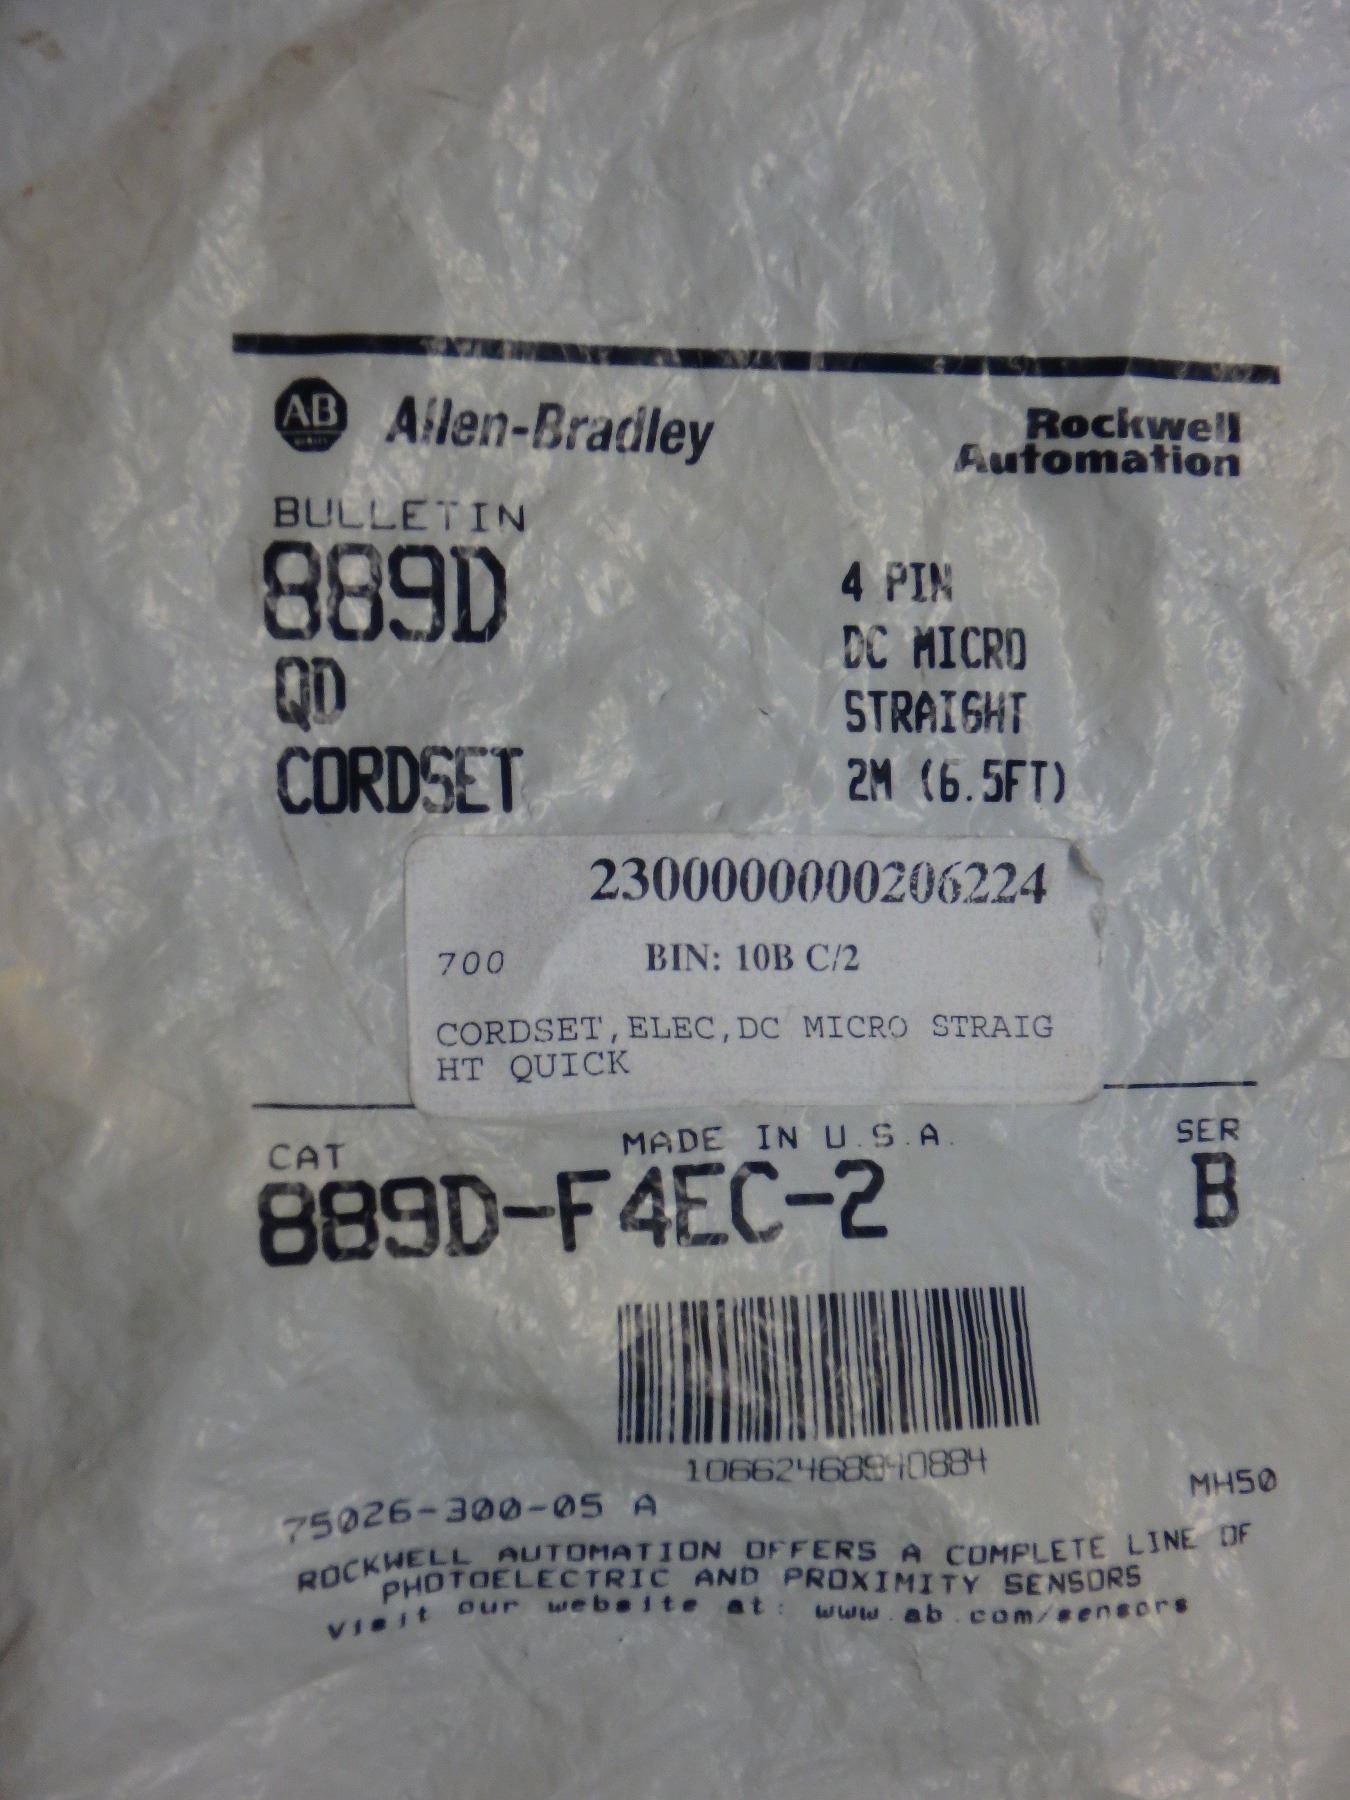 AB
Allen-Bradley
Rockwell
Automation
BULLETIN
889D
QD
CORDSET
4 PIN
DC MICRO
STRAIGHT
2M (6.5FT)
2300000000206224
700 BIN: 10B C/2
CORDSET,ELEC,DC MICRO STRAIG
HT QUICK
CAT MADE IN U.S.A. SER
889D-F4EC-2 B
10662468940884
75026-300-05 A MH50
ROCKWELL AUTOMATION OFFERS A COMPLETE LINE OF
PHOTOELECTRIC AND PROXIMITY SENSORS
Visit our website at: www.ab.com/sensors